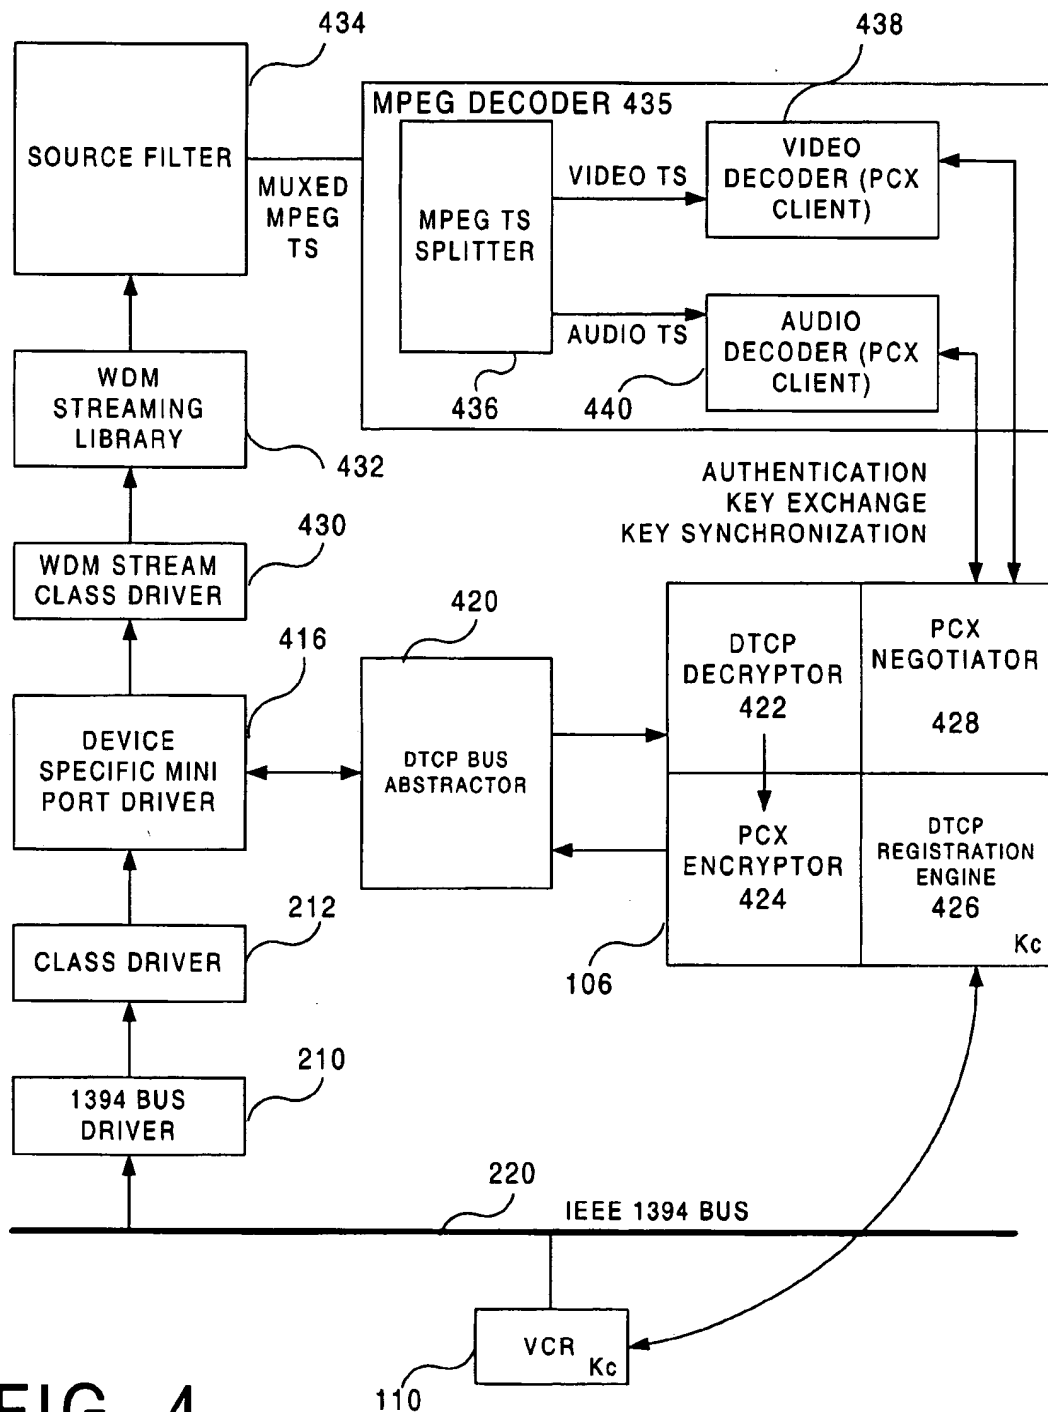 434
438
SOURCE FILTER
MUXED
MPEG
TS
MPEG DECODER 435
MPEG TS
SPLITTER
436
VIDEO TS
AUDIO TS
VIDEO
DECODER (PCX
CLIENT)
AUDIO
DECODER (PCX
CLIENT)
440
WDM
STREAMING
LIBRARY
432
AUTHENTICATION
KEY EXCHANGE
KEY SYNCHRONIZATION
430
WDM STREAM
CLASS DRIVER
416
420
DEVICE
SPECIFIC MINI
PORT DRIVER
DTCP BUS
ABSTRACTOR
DTCP
DECRYPTOR
422
PCX
NEGOTIATOR
428
PCX
ENCRYPTOR
424
DTCP
REGISTRATION
ENGINE
426
Kc
106
212
CLASS DRIVER
210
1394 BUS
DRIVER
220
IEEE 1394 BUS
VCR
Kc
110
FIG. 4